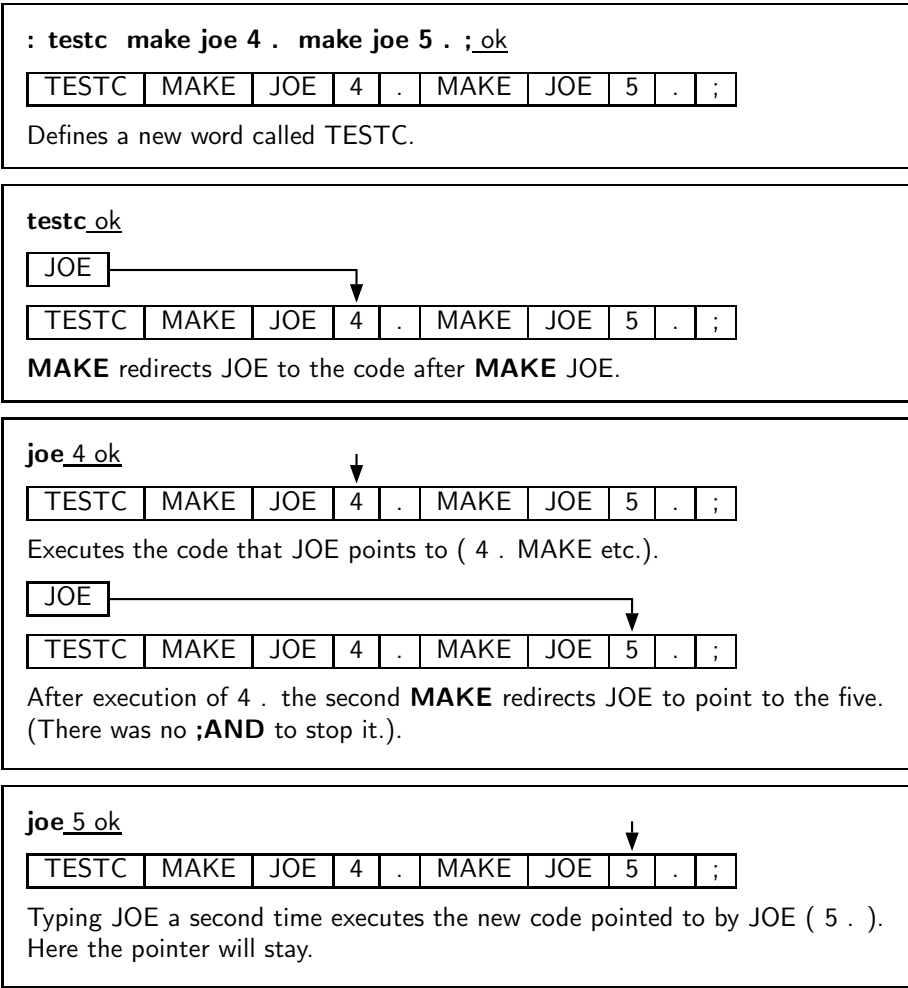 : testc make joe 4 . make joe 5 . ; ok
TESTC MAKE JOE 4 . MAKE JOE 5 . ;
Defines a new word called TESTC.
testc ok
JOE
TESTC MAKE JOE 4 . MAKE JOE 5 . ;
MAKE redirects JOE to the code after MAKE JOE.
joe 4 ok
TESTC MAKE JOE 4 . MAKE JOE 5 . ;
Executes the code that JOE points to ( 4 . MAKE etc.).
JOE
TESTC MAKE JOE 4 . MAKE JOE 5 . ;
After execution of 4 . the second MAKE redirects JOE to point to the five.
(There was no ;AND to stop it.).
joe 5 ok
TESTC MAKE JOE 4 . MAKE JOE 5 . ;
Typing JOE a second time executes the new code pointed to by JOE ( 5 . ).
Here the pointer will stay.